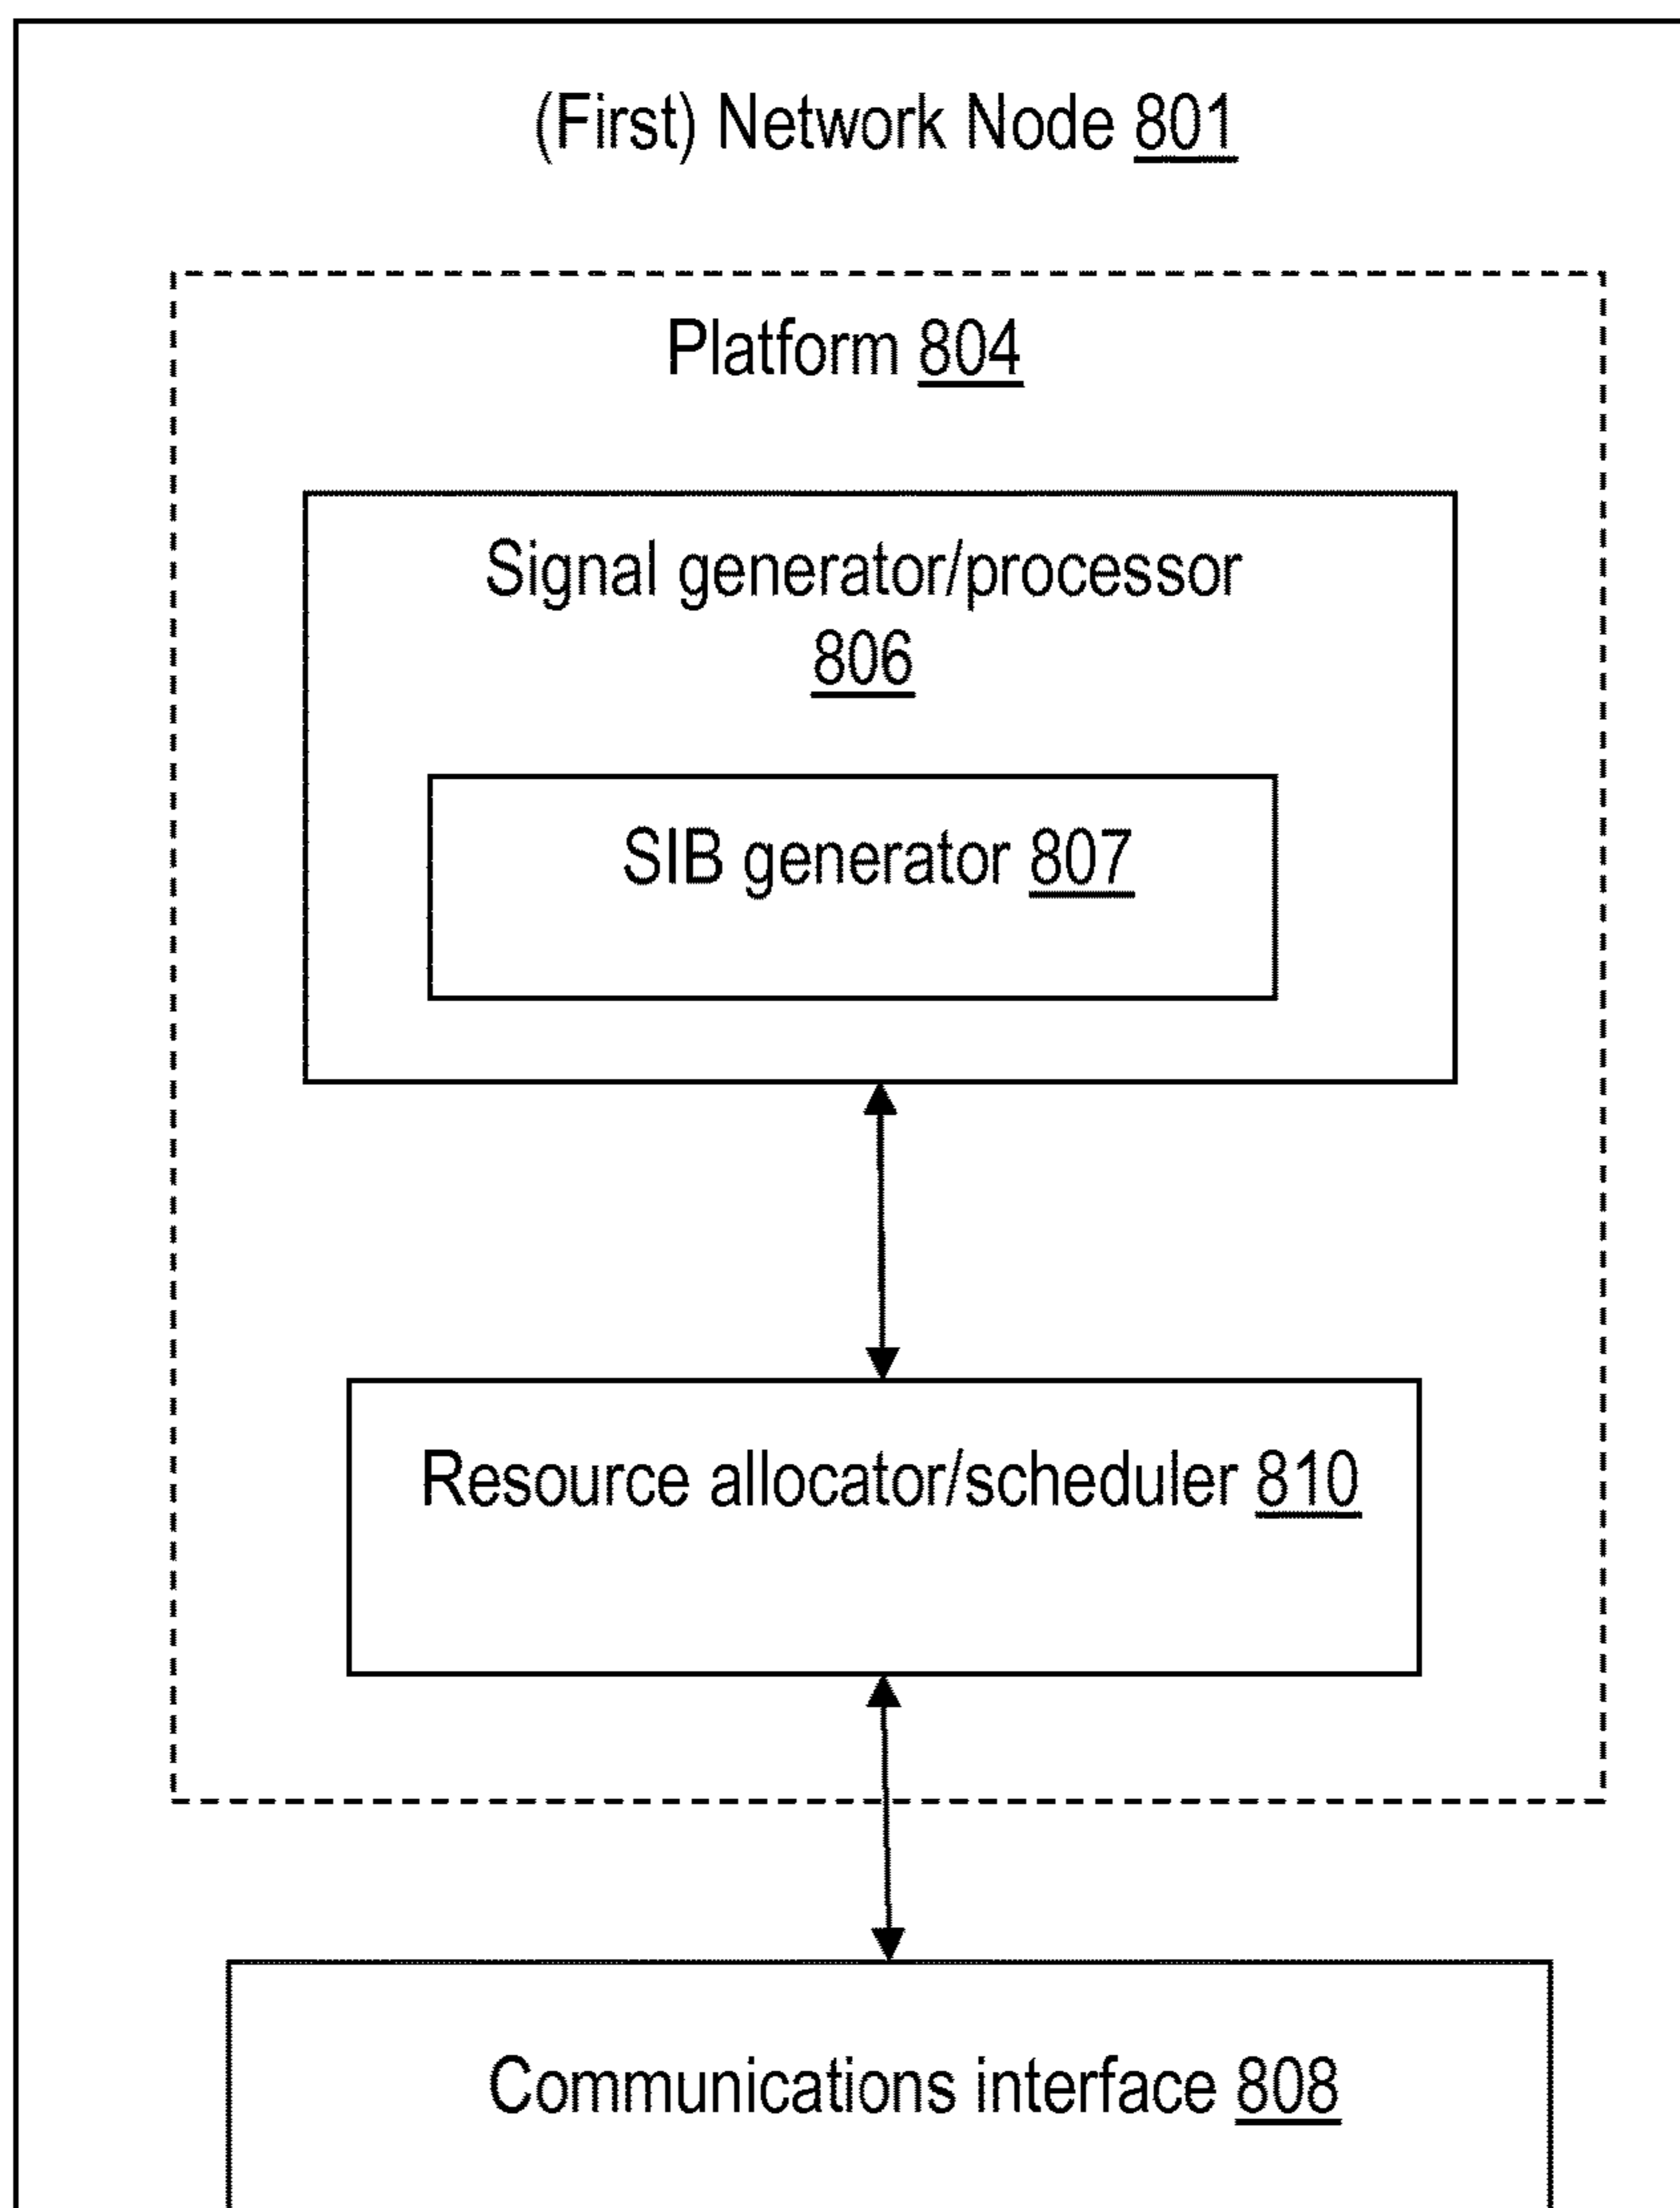 (First) Network Node 801
Platform 804
Signal generator/processor
806
SIB generator 807
Resource allocator/scheduler 810
Communications interface 808